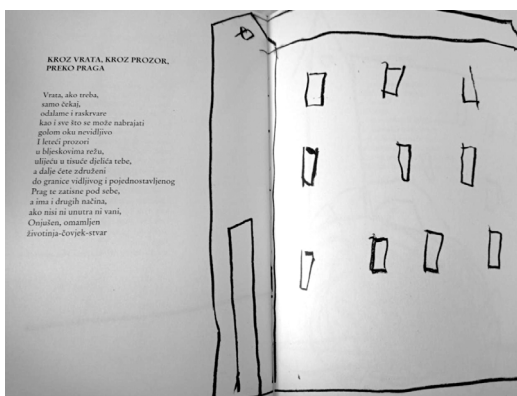 KROZ VRATA, KROZ PROZOR,
PREKO PRAGA
Vrata, ako treba,
samo čekaj,
odalame i raskrvare
kao i sve što se može nabrajati
golom oku nevidljivo
I leteći prozori
u bljeskovima režu,
ulijeću u tisuće djelića tebe,
a dalje ćete združeni
do granice vidljivog i pojednostavljenog
Prag te zatisne pod sebe,
a ima i drugih načina,
ako nisi ni unutra ni vani,
Onjušen, omamljen
životinja-čovjek-stvar